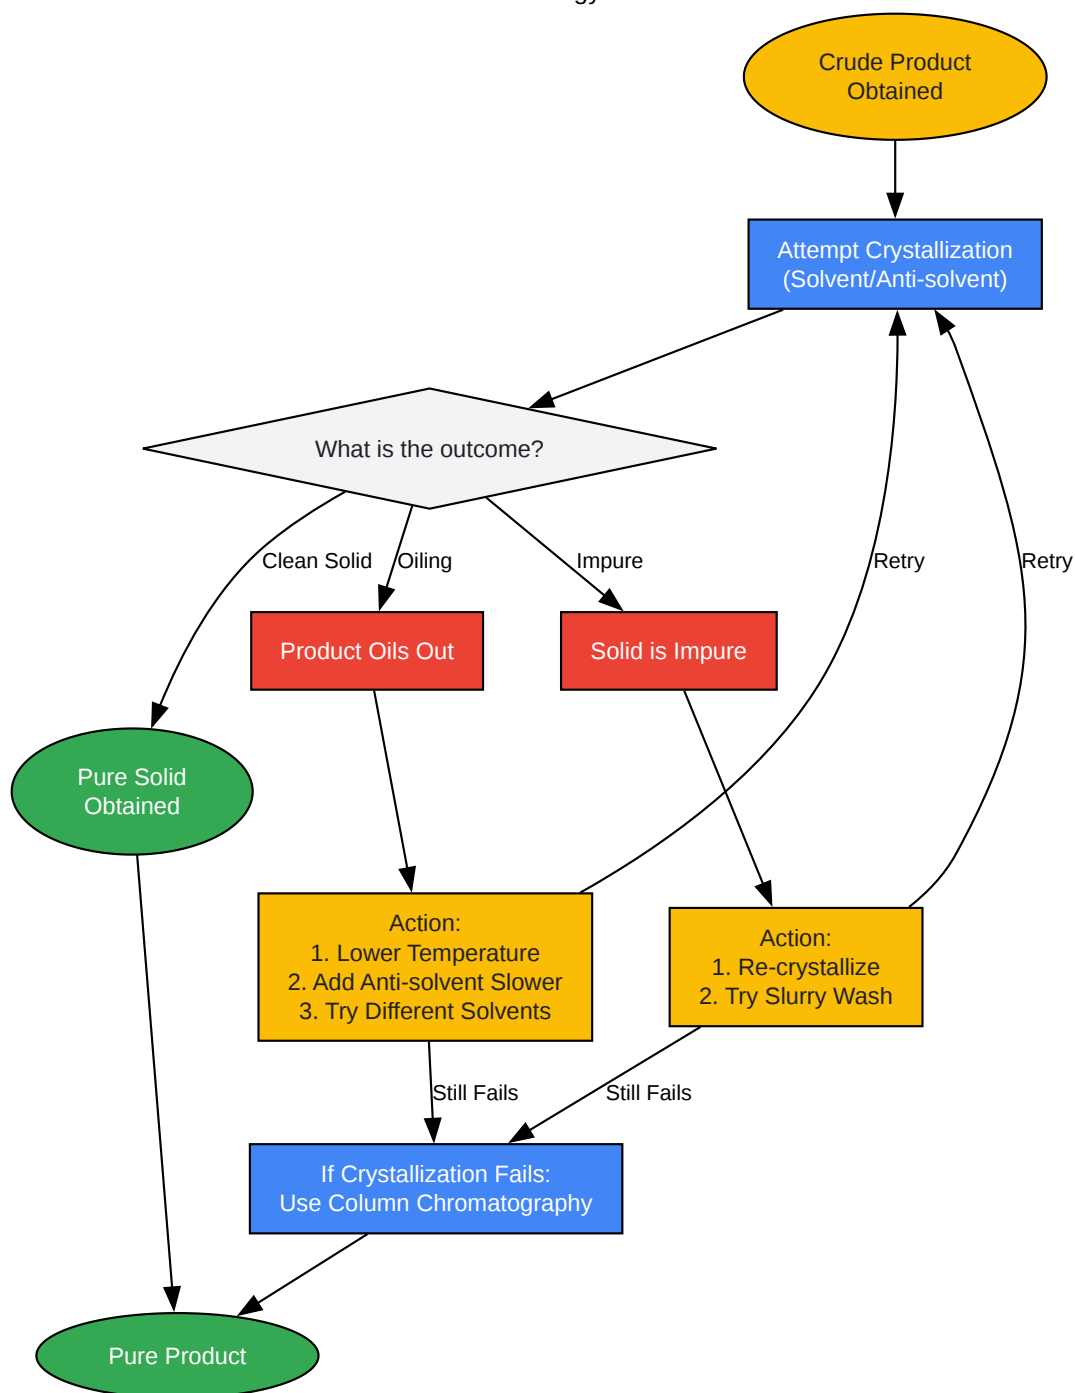 Crude Product
Obtained
Attempt Crystallization
(Solvent/Anti-solvent)
What is the outcome?
Clean Solid
Oiling
Impure
Retry
Retry
Product Oils Out
Solid is Impure
Pure Solid
Obtained
Action:
1. Lower Temperature
2. Add Anti-solvent Slower
3. Try Different Solvents
Action:
1. Re-crystallize
2. Try Slurry Wash
Still Fails
Still Fails
If Crystallization Fails:
Use Column Chromatography
Pure Product